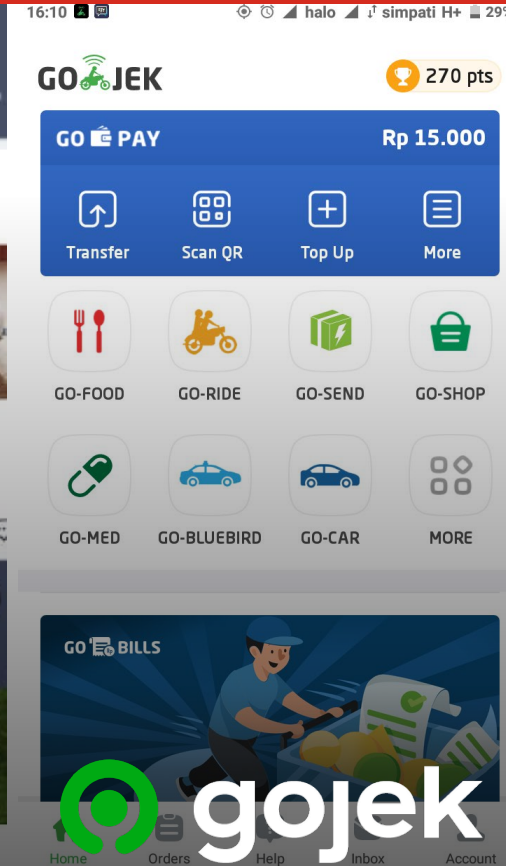 16:10 halo simpati H+ 29%
GO JEK 270 pts
GO PAY Rp 15.000
Transfer Scan QR Top Up More
GO-FOOD GO-RIDE GO-SEND GO-SHOP
GO-MED GO-BLUEBIRD GO-CAR MORE
GO BILLS
gojek
Home Orders Help Inbox Account